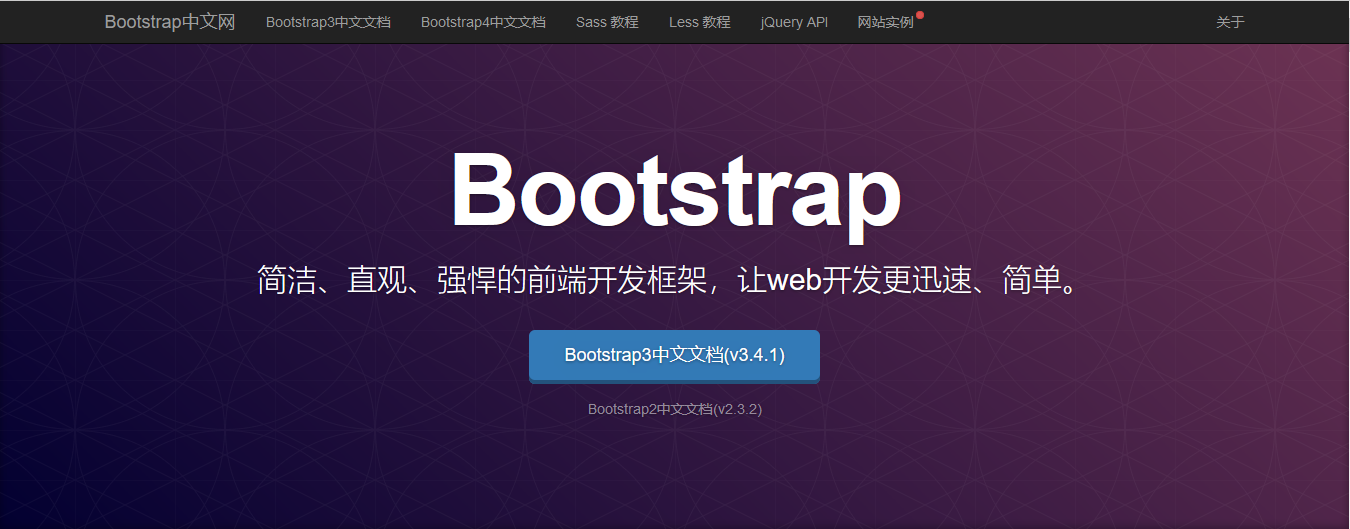 Bootstrap中文网 Bootstrap3中文文档 Bootstrap4中文文档 Sass 教程 Less 教程 jQuery API 网站实例 关于
Bootstrap
简洁、直观、强悍的前端开发框架，让web开发更迅速、简单。
Bootstrap3中文文档(v3.4.1)
Bootstrap2中文文档(v2.3.2)